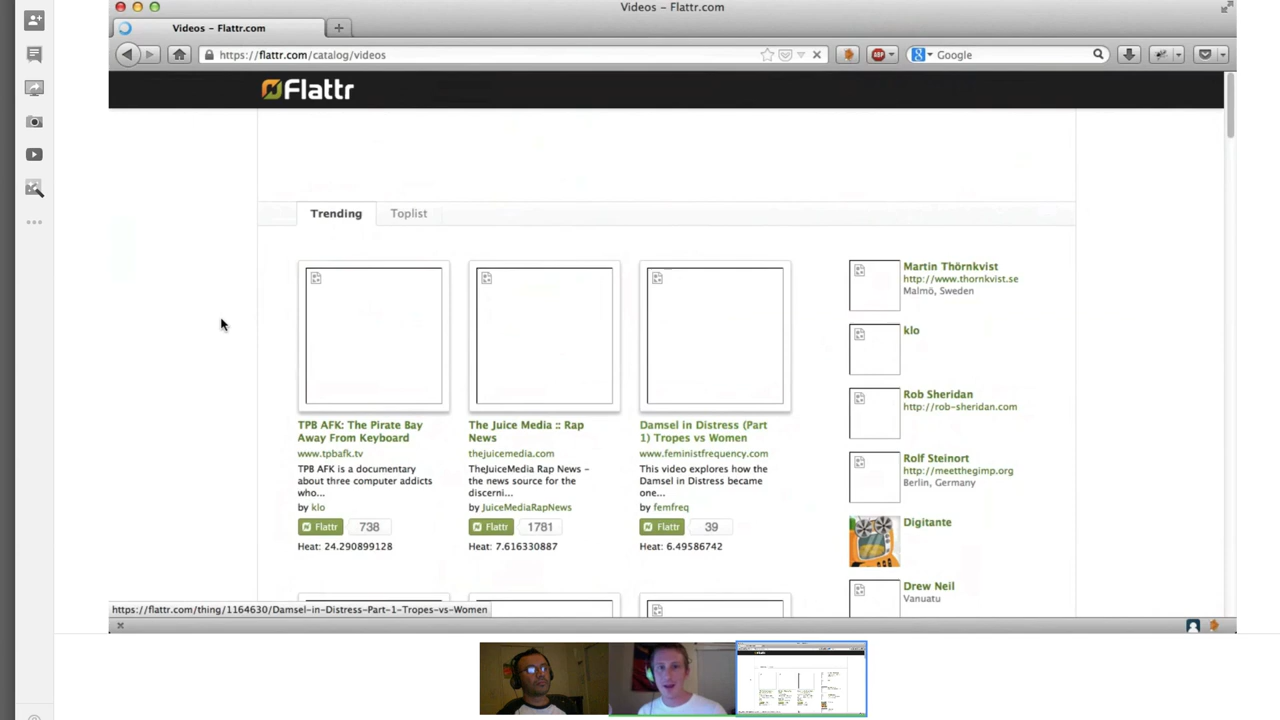 Videos – Flattr.com
Videos – Flattr.com
https://flattr.com/catalog/videos
Google
ABP
Flattr
Trending
Toplist
TPB AFK: The Pirate Bay
Away From Keyboard
www.tpbafk.tv
TPB AFK is a documentary
about three computer addicts
who...
by klo
Flattr 738
Heat: 24.290899128
The Juice Media :: Rap
News
thejuicemedia.com
TheJuiceMedia Rap News –
the news source for the
discerni...
by JuiceMediaRapNews
Flattr 1781
Heat: 7.616330887
Damsel in Distress (Part
1) Tropes vs Women
www.feministfrequency.com
This video explores how the
Damsel in Distress became
one...
by femfreq
Flattr 39
Heat: 6.49586742
Martin Thörnkvist
http://www.thornkvist.se
Malmö, Sweden
klo
Rob Sheridan
http://rob-sheridan.com
Rolf Steinort
http://meetthegimp.org
Berlin, Germany
Digitante
Drew Neil
Vanuatu
https://flattr.com/thing/1164630/Damsel-in-Distress-Part-1-Tropes-vs-Women